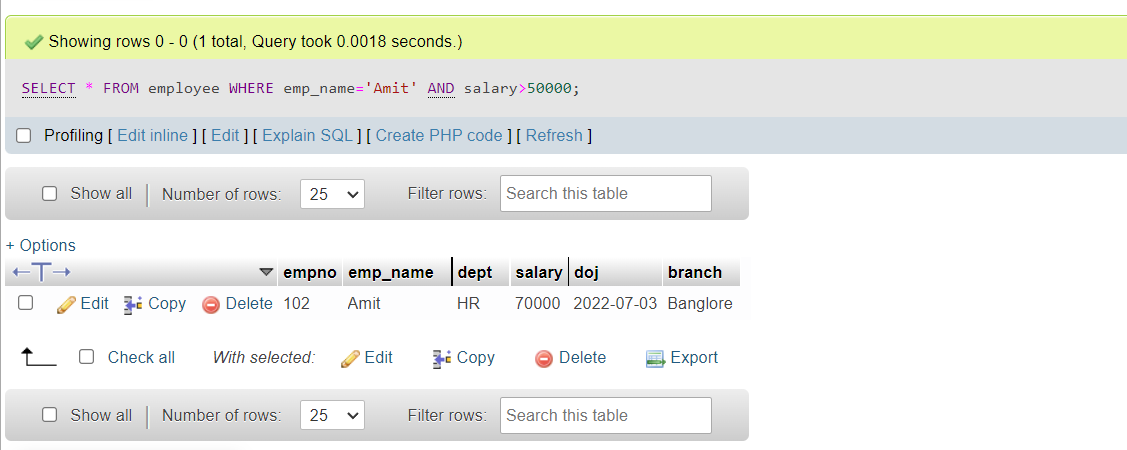 Showing rows 0 - 0 (1 total, Query took 0.0018 seconds.)
SELECT * FROM employee WHERE emp_name='Amit' AND salary>50000;
Profiling [ Edit inline ] [ Edit ] [ Explain SQL ] [ Create PHP code ] [ Refresh ]
Show all Number of rows: 25 Filter rows: Search this table
+ Options
empno emp_name dept salary doj branch
Edit Copy Delete 102 Amit HR 70000 2022-07-03 Banglore
Check all With selected: Edit Copy Delete Export
Show all Number of rows: 25 Filter rows: Search this table